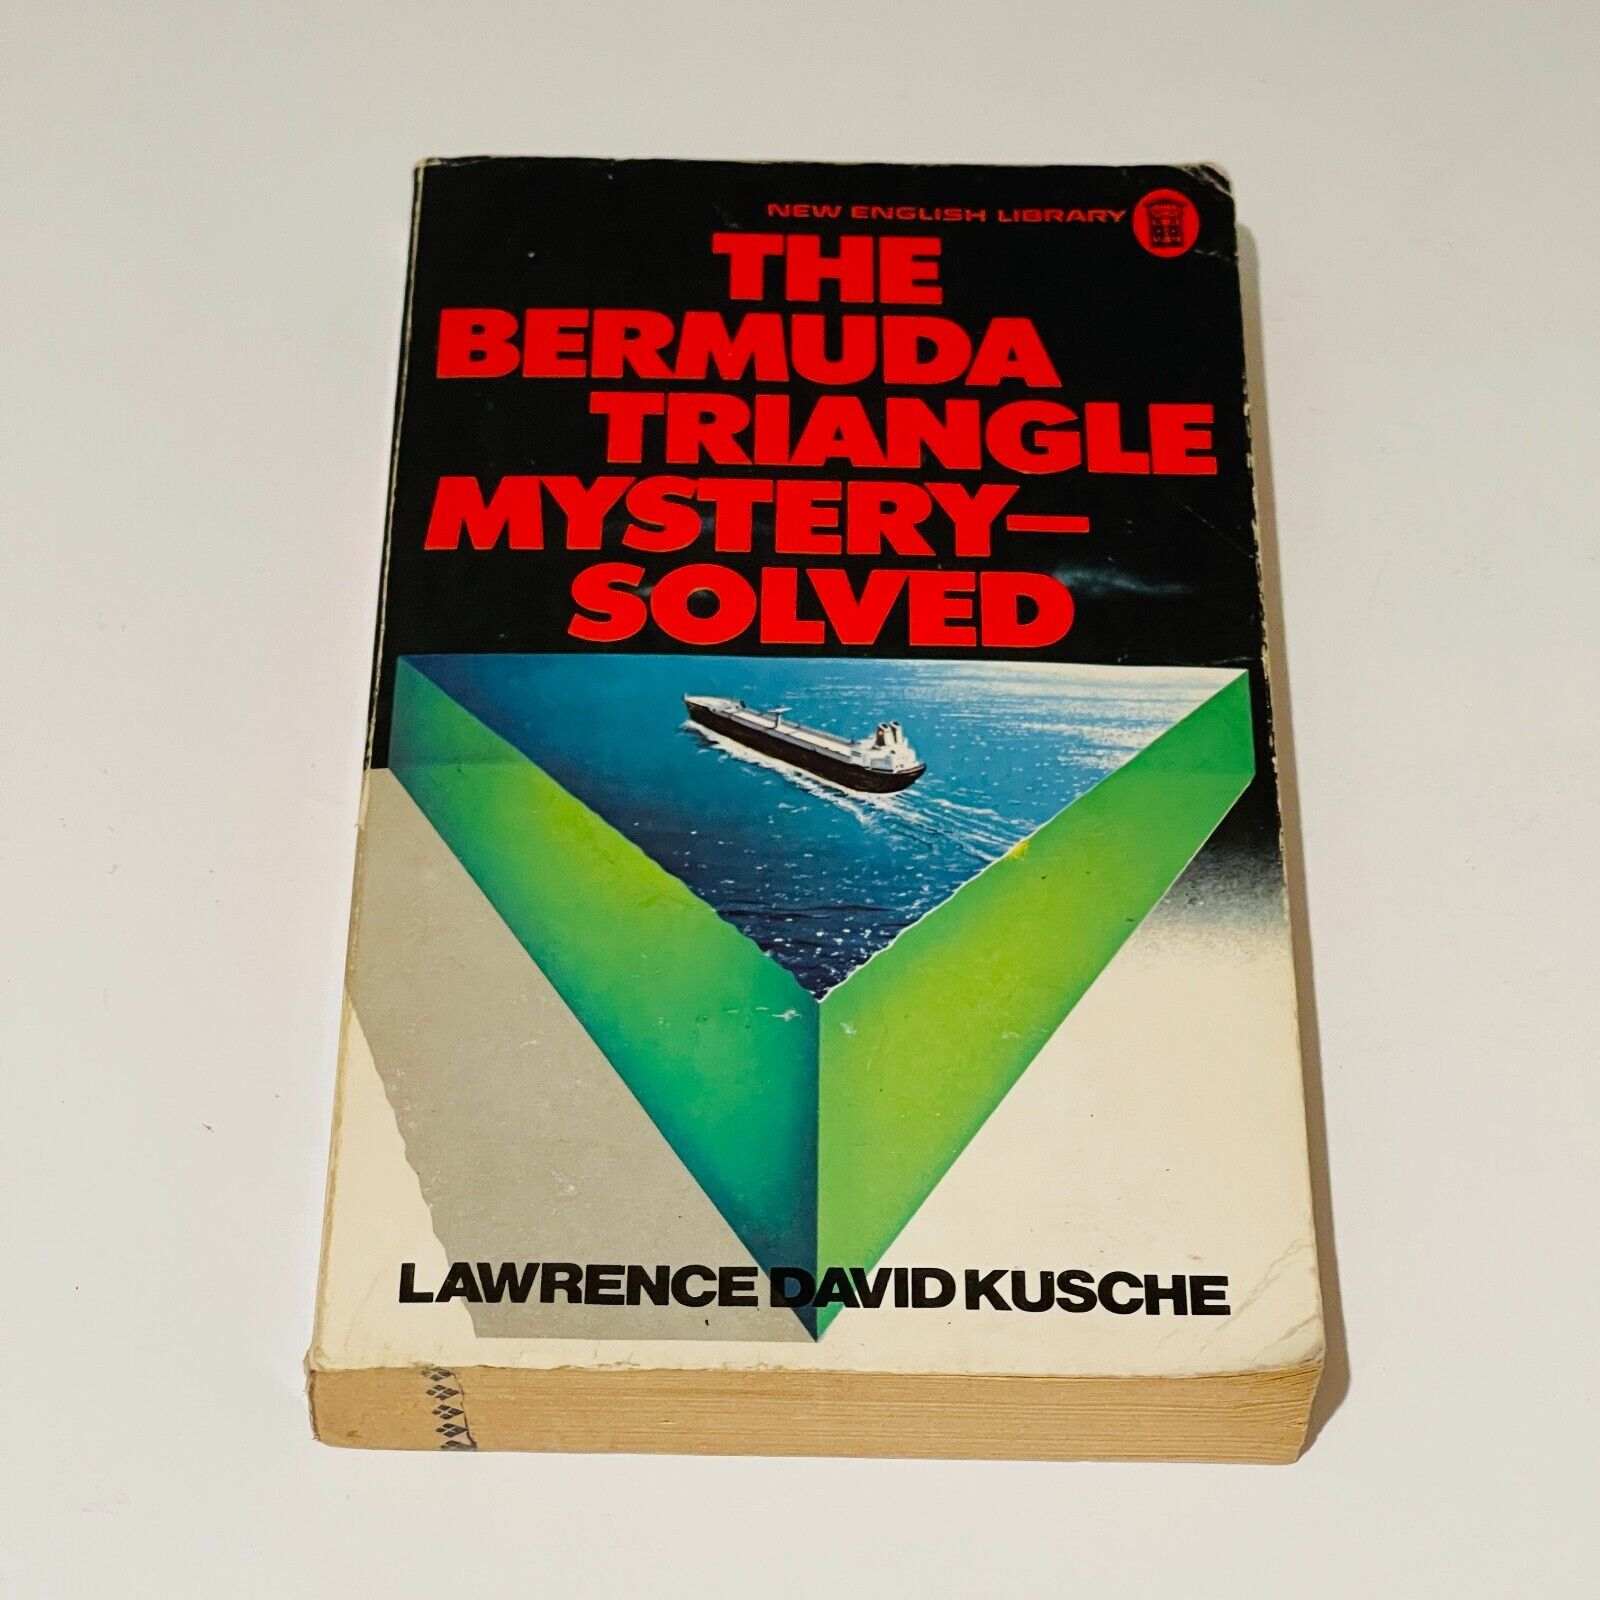 NEW ENGLISH LIBRARY
THE
BERMUDA
TRIANGLE
MYSTERY—
SOLVED
LAWRENCE DAVID KUSCHE